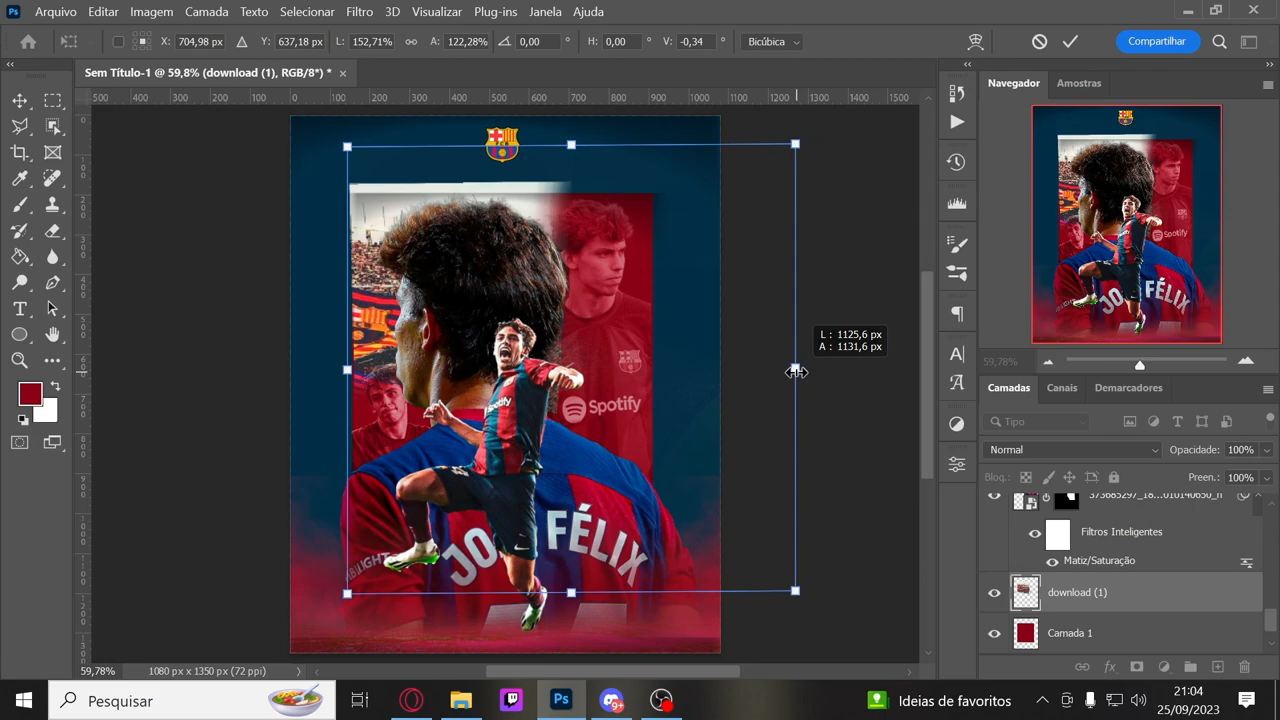 Ps Arquivo Editar Imagem Camada Texto Selecionar Filtro 3D Visualizar Plug-ins Janela Ajuda
X: 704,98 px Y: 637,18 px L: 152,71% A: 122,28% 0,00 ° H: 0,00 ° V: -0,34 ° Bicúbica Compartilhar
Sem Título-1 @ 59,8% (download (1), RGB/8*) * ×
500 400 300 200 100 0 100 200 300 400 500 600 700 800 900 1000 1100 1200 1300 1400 1500
Navegador Amostras
L: 1125,6 px
A: 1131,6 px
Spotify
Spotify
JO FÉLIX
59,78%
Camadas Canais Demarcadores
Tipo
Normal Opacidade: 100%
Bloq.: Preen.: 100%
Filtros Inteligentes
Matiz/Saturação
download (1)
Camada 1
59,78% 1080 px x 1350 px (72 ppi)
Pesquisar
Ps
9+
Ideias de favoritos
21:04
25/09/2023